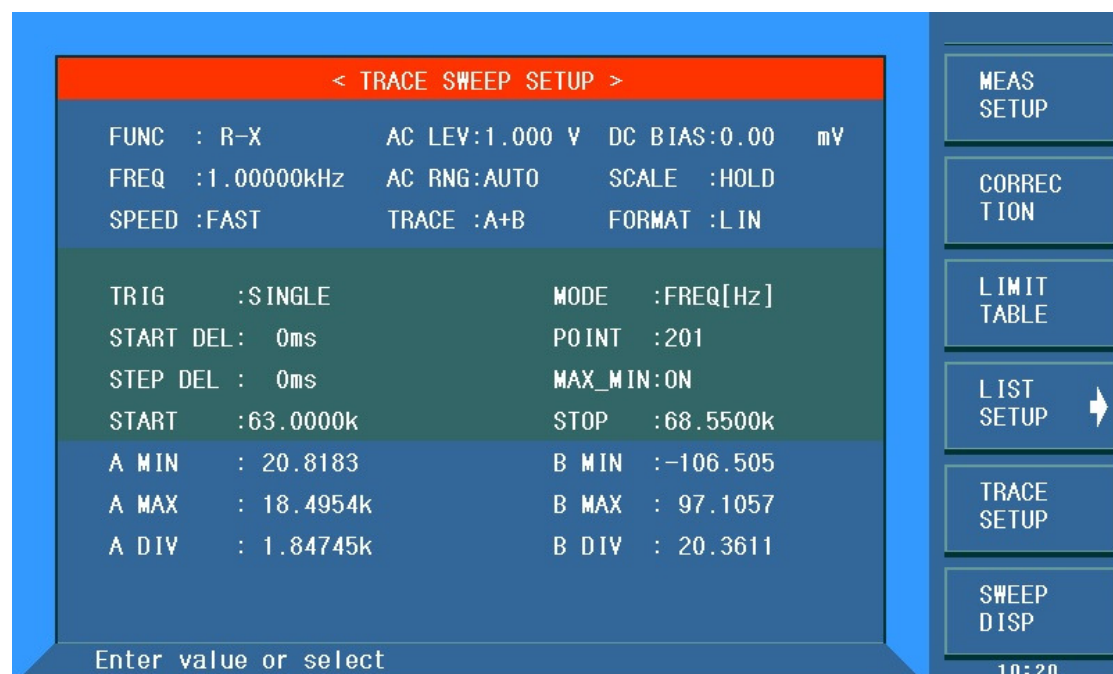 < TRACE SWEEP SETUP >
FUNC : R-X AC LEV:1.000 V DC BIAS:0.00 mV
FREQ :1.00000kHz AC RNG:AUTO SCALE :HOLD
SPEED :FAST TRACE :A+B FORMAT :LIN
TRIG :SINGLE MODE :FREQ[Hz]
START DEL: 0ms POINT :201
STEP DEL : 0ms MAX_MIN:ON
START :63.0000k STOP :68.5500k
A MIN : 20.8183 B MIN :-106.505
A MAX : 18.4954k B MAX : 97.1057
A DIV : 1.84745k B DIV : 20.3611
Enter value or select
MEAS
SETUP
CORREC
TION
LIMIT
TABLE
LIST
SETUP
TRACE
SETUP
SWEEP
DISP
10:20